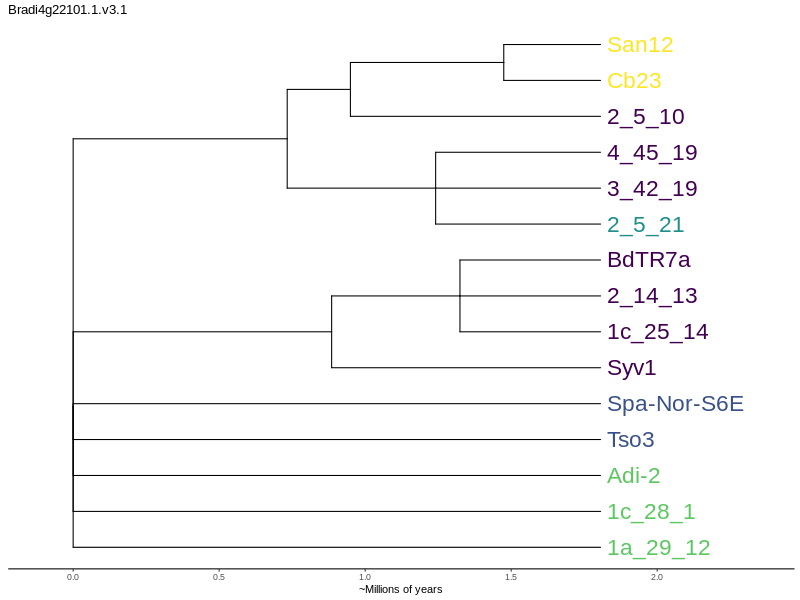 Bradi4g22101.1.v3.1
San12
Cb23
2_5_10
4_45_19
3_42_19
2_5_21
BdTR7a
2_14_13
1c_25_14
Syv1
Spa-Nor-S6E
Tso3
Adi-2
1c_28_1
1a_29_12
0.0 0.5 1.0 1.5 2.0
~Millions of years